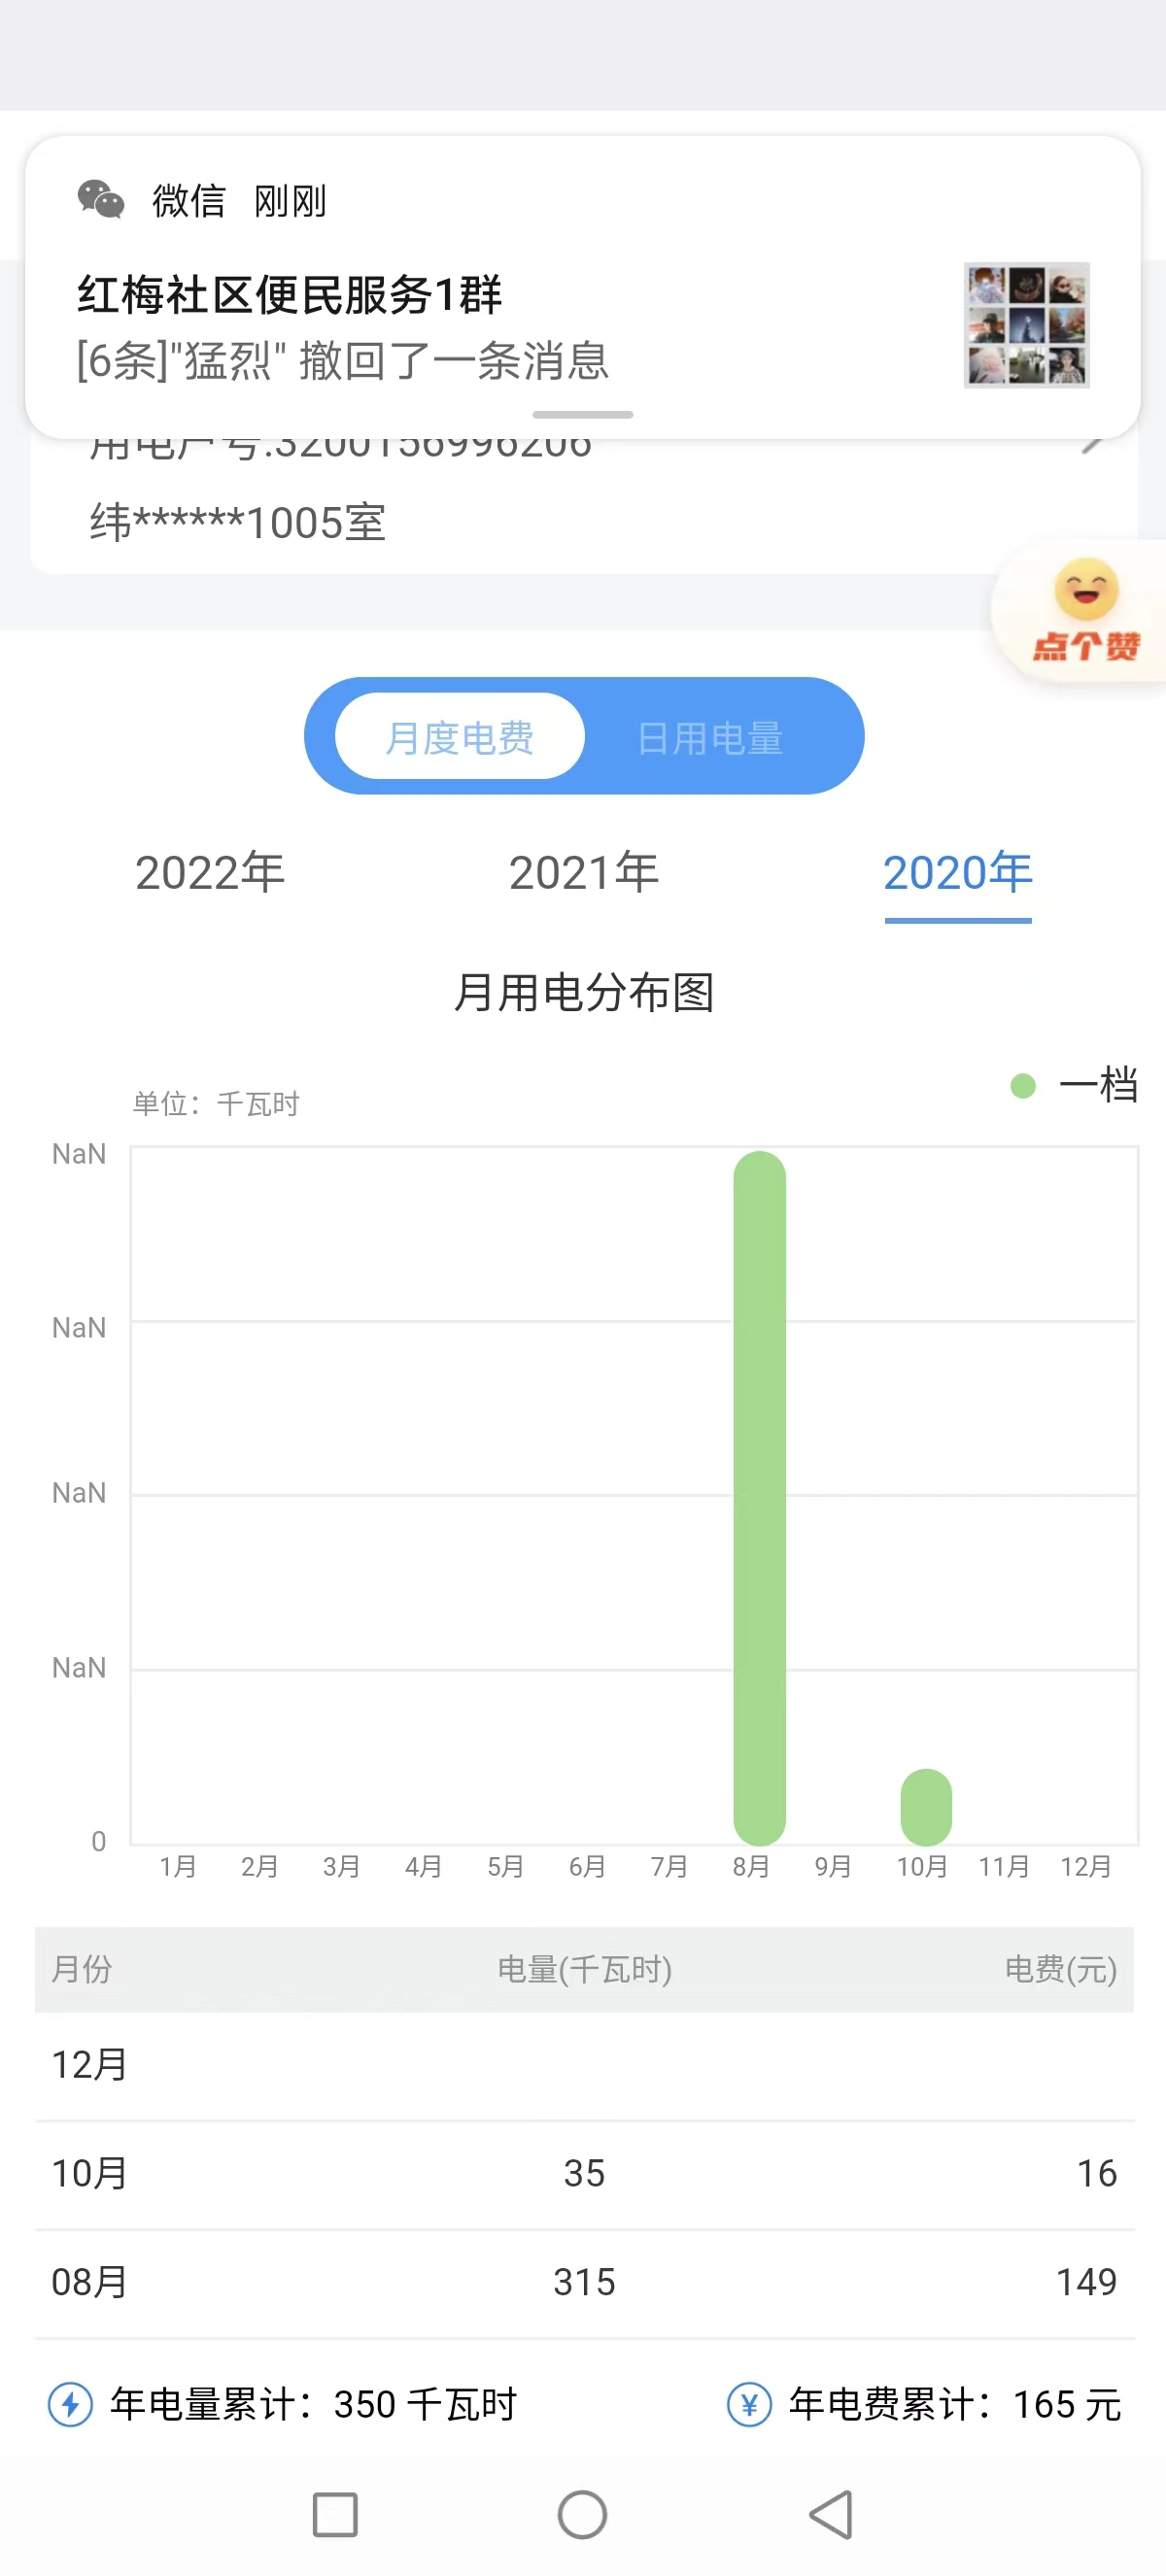 微信 刚刚
红梅社区便民服务1群
[6条]"猛烈" 撤回了一条消息
用电户号:3200156996206
纬******1005室
点个赞
月度电费 日用电量
2022年 2021年 2020年
月用电分布图
一档
单位：千瓦时
NaN
NaN
NaN
NaN
0
1月 2月 3月 4月 5月 6月 7月 8月 9月 10月 11月 12月
月份 电量(千瓦时) 电费(元)
12月
10月 35 16
08月 315 149
年电量累计：350 千瓦时 ¥ 年电费累计：165 元